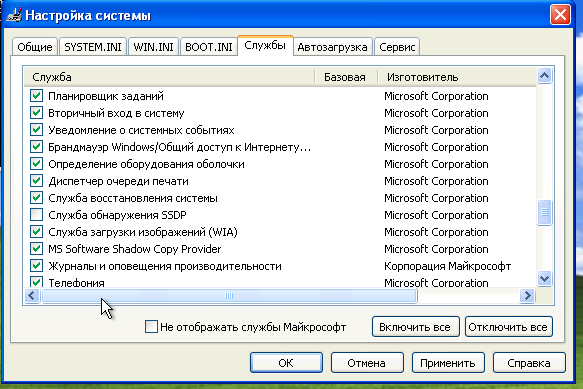 Настройка системы
Общие SYSTEM.INI WIN.INI BOOT.INI Службы Автозагрузка Сервис
Служба Базовая Изготовитель
Планировщик заданий Microsoft Corporation
Вторичный вход в систему Microsoft Corporation
Уведомление о системных событиях Microsoft Corporation
Брандмауэр Windows/Общий доступ к Интернету... Microsoft Corporation
Определение оборудования оболочки Microsoft Corporation
Диспетчер очереди печати Microsoft Corporation
Служба восстановления системы Microsoft Corporation
Служба обнаружения SSDP Microsoft Corporation
Служба загрузки изображений (WIA) Microsoft Corporation
MS Software Shadow Copy Provider Microsoft Corporation
Журналы и оповещения производительности Корпорация Майкрософт
Телефония Microsoft Corporation
Не отображать службы Майкрософт Включить все Отключить все
ОК Отмена Применить Справка